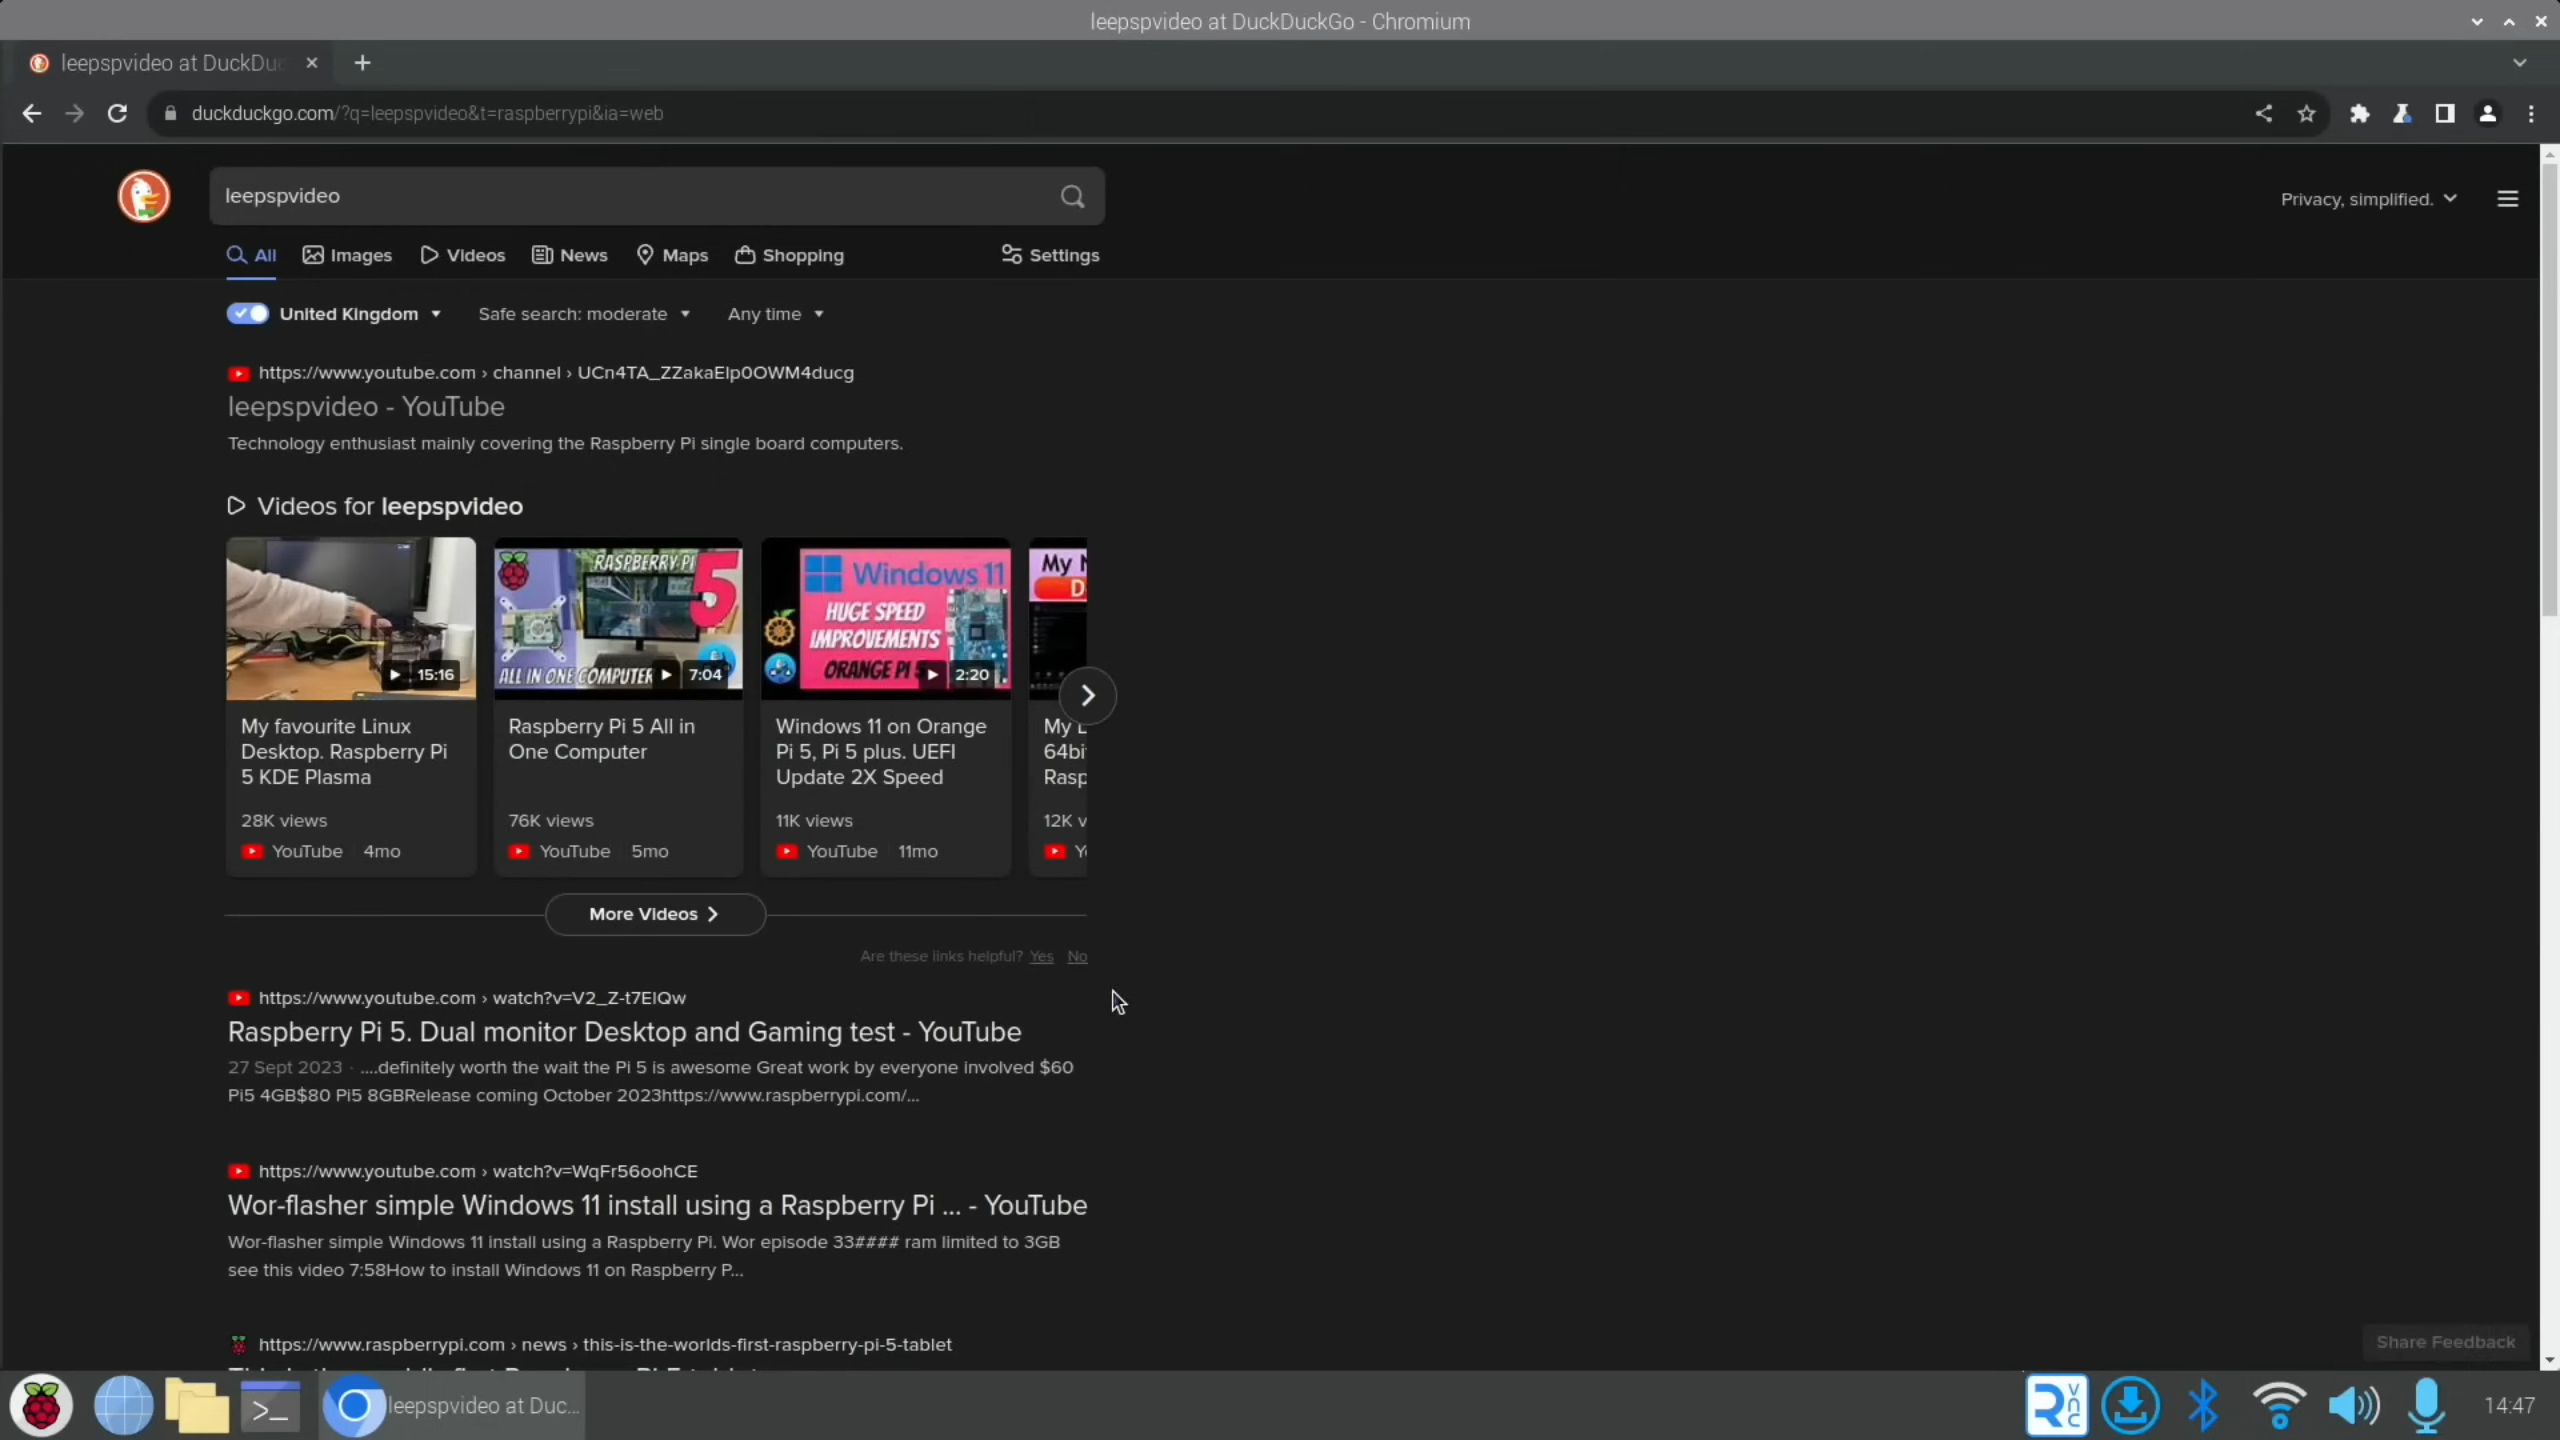 leepspvideo at DuckDuckGo - Chromium
leepspvideo at DuckDuc
duckduckgo.com/?q=leepspvideo&t=raspberrypi&ia=web
leepspvideo
Privacy, simplified.
All Images Videos News Maps Shopping Settings
United Kingdom Safe search: moderate Any time
https://www.youtube.com › channel › UCn4TA_ZZakaElp0OWM4ducg
leepspvideo - YouTube
Technology enthusiast mainly covering the Raspberry Pi single board computers.
Videos for leepspvideo
15:16
My favourite Linux
Desktop. Raspberry Pi
5 KDE Plasma
28K views
YouTube 4mo
RASPBERRY PI
5
ALL IN ONE COMPUTER
7:04
Raspberry Pi 5 All in
One Computer
76K views
YouTube 5mo
Windows 11
HUGE SPEED
IMPROVEMENTS
ORANGE PI
2:20
Windows 11 on Orange
Pi 5, Pi 5 plus. UEFI
Update 2X Speed
11K views
YouTube 11mo
My
D
My
64bi
Rasp
12K v
Y
More Videos
Are these links helpful? Yes No
https://www.youtube.com › watch?v=V2_Z-t7ElQw
Raspberry Pi 5. Dual monitor Desktop and Gaming test - YouTube
27 Sept 2023 · ....definitely worth the wait the Pi 5 is awesome Great work by everyone involved $60
Pi5 4GB$80 Pi5 8GBRelease coming October 2023https://www.raspberrypi.com/...
https://www.youtube.com › watch?v=WqFr56oohCE
Wor-flasher simple Windows 11 install using a Raspberry Pi ... - YouTube
Wor-flasher simple Windows 11 install using a Raspberry Pi. Wor episode 33#### ram limited to 3GB
see this video 7:58How to install Windows 11 on Raspberry P...
https://www.raspberrypi.com › news › this-is-the-worlds-first-raspberry-pi-5-tablet
Share Feedback
>_
leepspvideo at Duc...
VNC
14:47